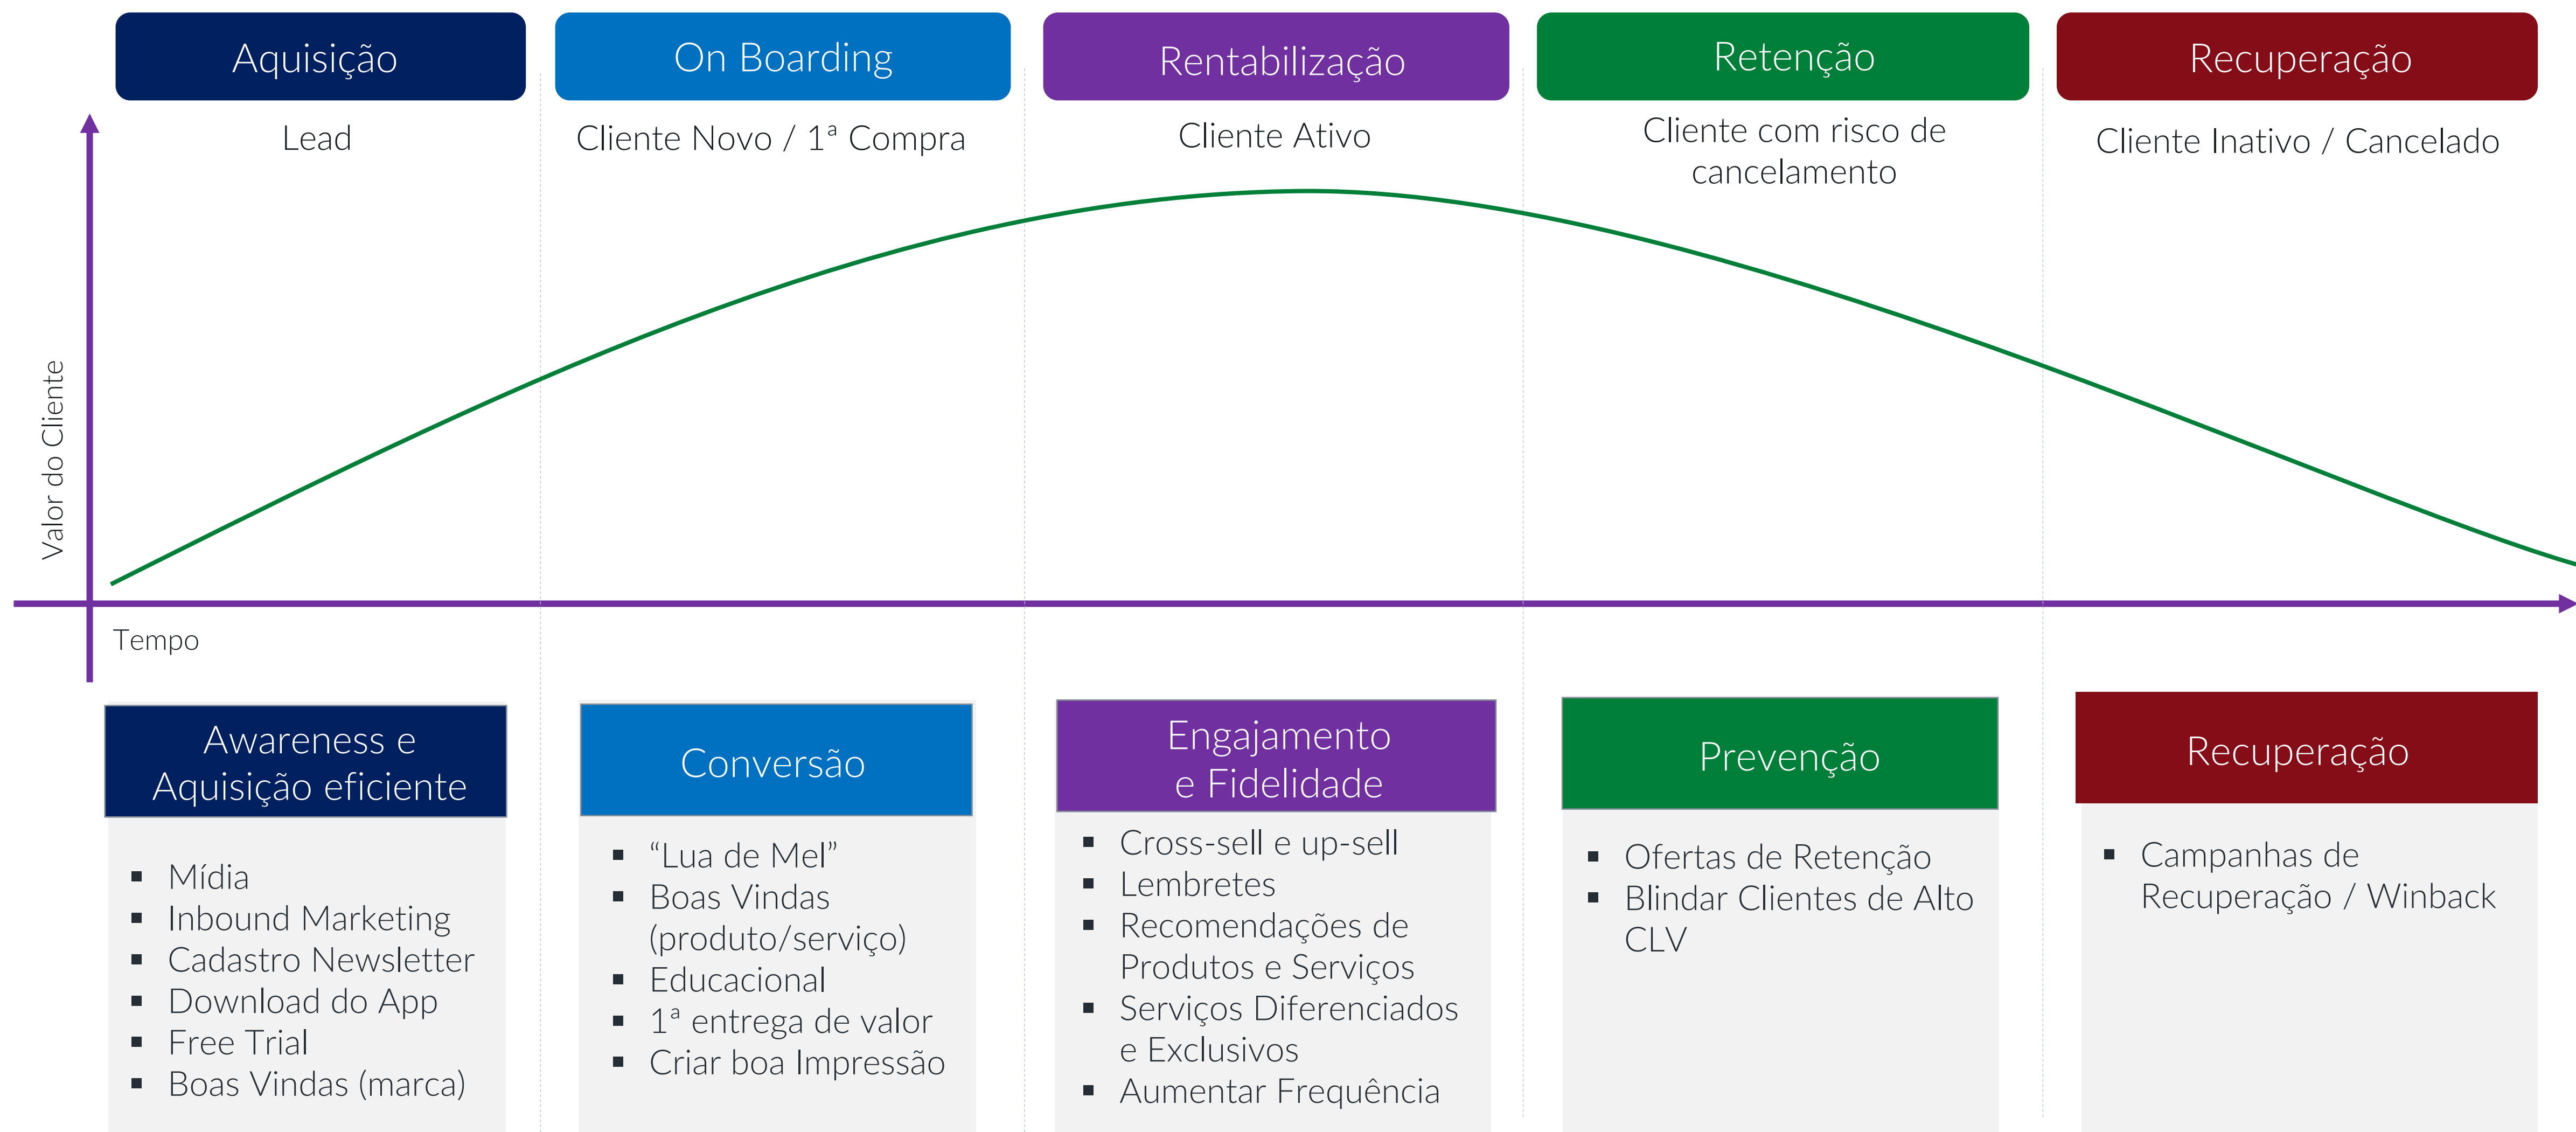 Aquisição
On Boarding
Rentabilização
Retenção
Recuperação
Lead
Cliente Novo / 1ª Compra
Cliente Ativo
Cliente com risco de
cancelamento
Cliente Inativo / Cancelado
Valor do Cliente
Tempo
Awareness e
Aquisição eficiente
▪ Mídia
▪ Inbound Marketing
▪ Cadastro Newsletter
▪ Download do App
▪ Free Trial
▪ Boas Vindas (marca)
Conversão
▪ “Lua de Mel”
▪ Boas Vindas
(produto/serviço)
▪ Educacional
▪ 1ª entrega de valor
▪ Criar boa Impressão
Engajamento
e Fidelidade
▪ Cross-sell e up-sell
▪ Lembretes
▪ Recomendações de
Produtos e Serviços
▪ Serviços Diferenciados
e Exclusivos
▪ Aumentar Frequência
Prevenção
▪ Ofertas de Retenção
▪ Blindar Clientes de Alto
CLV
Recuperação
▪ Campanhas de
Recuperação / Winback